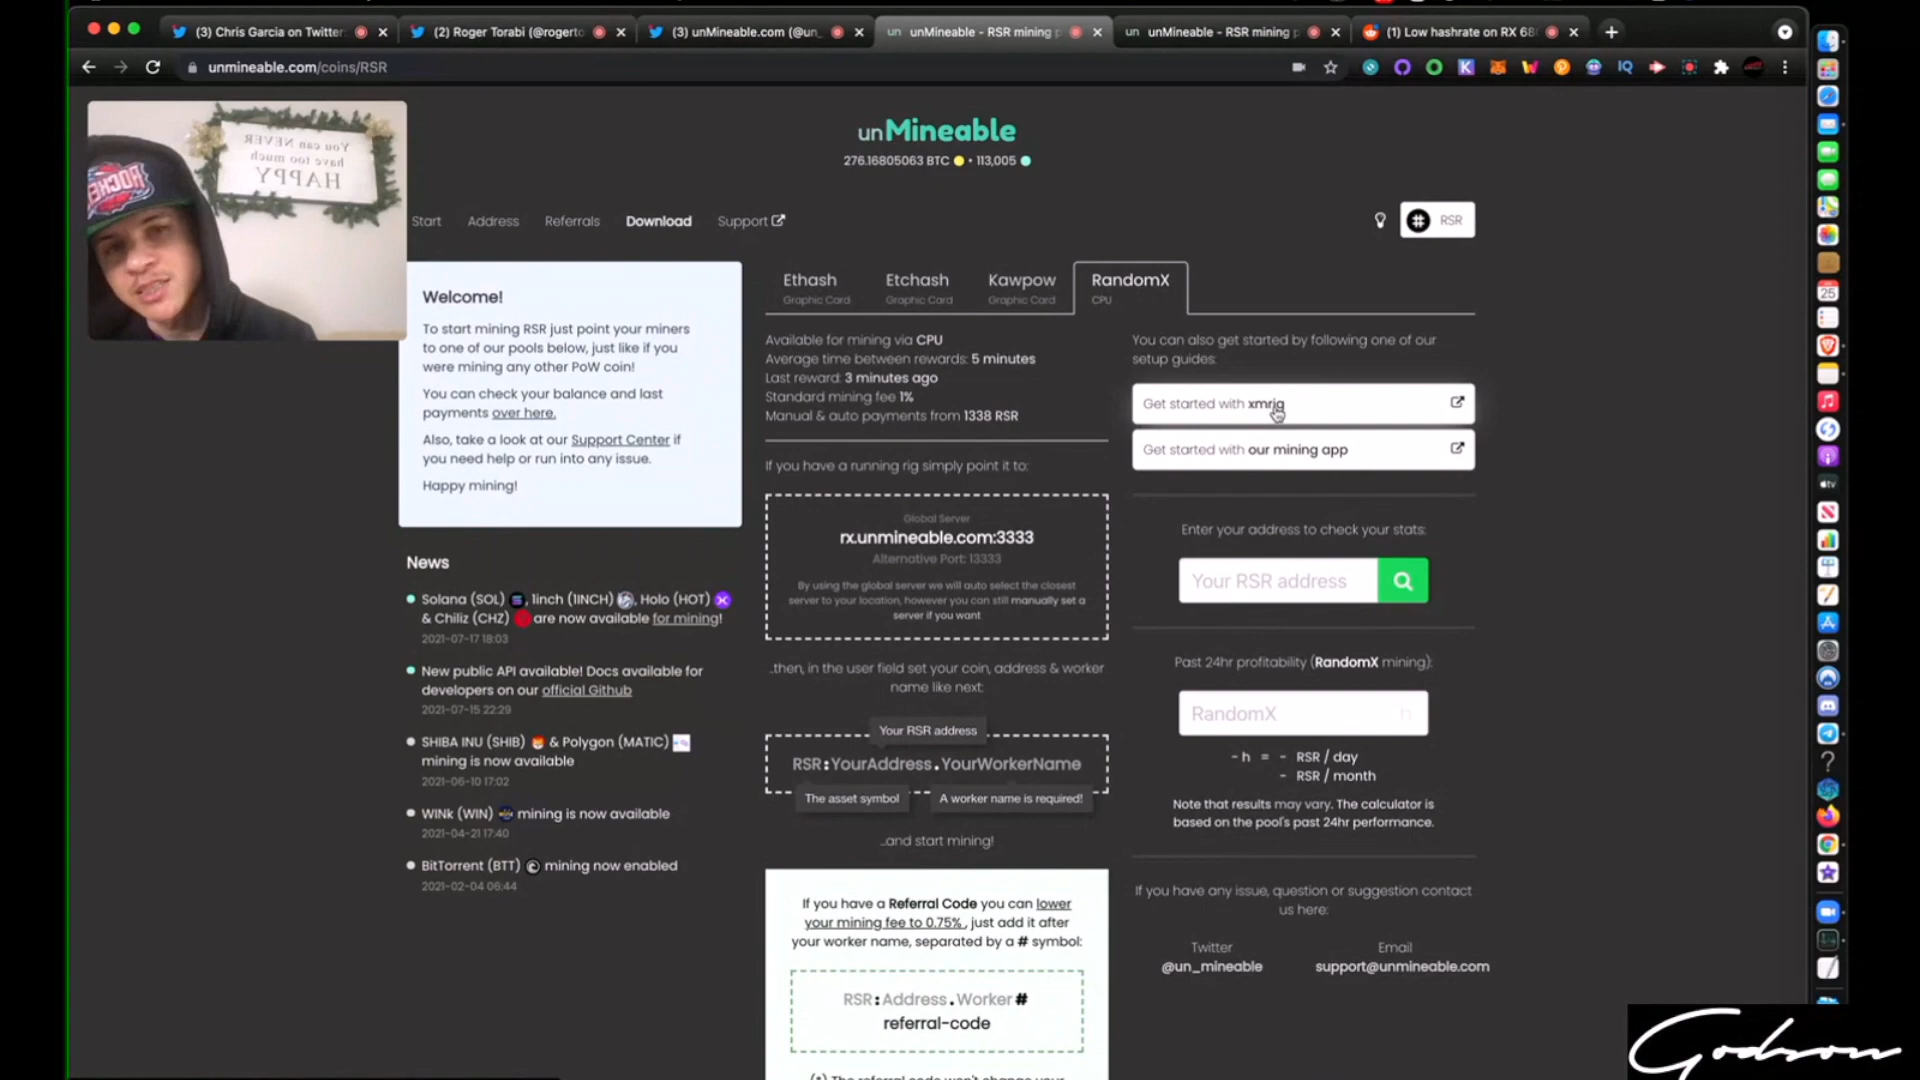 (3) Chris Garcia on Twitter:
(2) Roger Torabi (@rogerto
(3) unMineable.com (@un_
un unMineable - RSR mining p
un unMineable - RSR mining p
(1) Low hashrate on RX 68
unmineable.com/coins/RSR
You can NEVER
have too much
HAPPY
ROCKETS
unMineable
276.16805063 BTC • 113,005
Start
Address
Referrals
Download
Support
RSR
Welcome!
To start mining RSR just point your miners
to one of our pools below, just like if you
were mining any other PoW coin!
You can check your balance and last
payments over here.
Also, take a look at our Support Center if
you need help or run into any issue.
Happy mining!
News
Solana (SOL) , 1inch (1INCH) , Holo (HOT)
& Chiliz (CHZ) are now available for mining!
2021-07-17 18:03
New public API available! Docs available for
developers on our official Github
2021-07-15 22:29
SHIBA INU (SHIB) & Polygon (MATIC)
mining is now available
2021-06-10 17:02
WINk (WIN) mining is now available
2021-04-21 17:40
BitTorrent (BTT) mining now enabled
2021-02-04 06:44
Ethash
Graphic Card
Etchash
Graphic Card
Kawpow
Graphic Card
RandomX
CPU
Available for mining via CPU
Average time between rewards: 5 minutes
Last reward: 3 minutes ago
Standard mining fee 1%
Manual & auto payments from 1338 RSR
If you have a running rig simply point it to:
Global Server
rx.unmineable.com:3333
Alternative Port: 13333
By using the global server we will auto select the closest
server to your location, however you can still manually set a
server if you want
..then, in the user field set your coin, address & worker
name like next:
Your RSR address
RSR:YourAddress.YourWorkerName
The asset symbol
A worker name is required!
..and start mining!
If you have a Referral Code you can lower
your mining fee to 0.75% , just add it after
your worker name, separated by a # symbol:
RSR:Address.Worker#
referral-code
(*) The referral code won't change your
You can also get started by following one of our
setup guides:
Get started with xmrig
Get started with our mining app
Enter your address to check your stats:
Your RSR address
Past 24hr profitability (RandomX mining):
RandomX h
- h = - RSR / day
- RSR / month
Note that results may vary. The calculator is
based on the pool's past 24hr performance.
If you have any issue, question or suggestion contact
us here:
Twitter
@un_mineable
Email
support@unmineable.com
25
tv
Godson